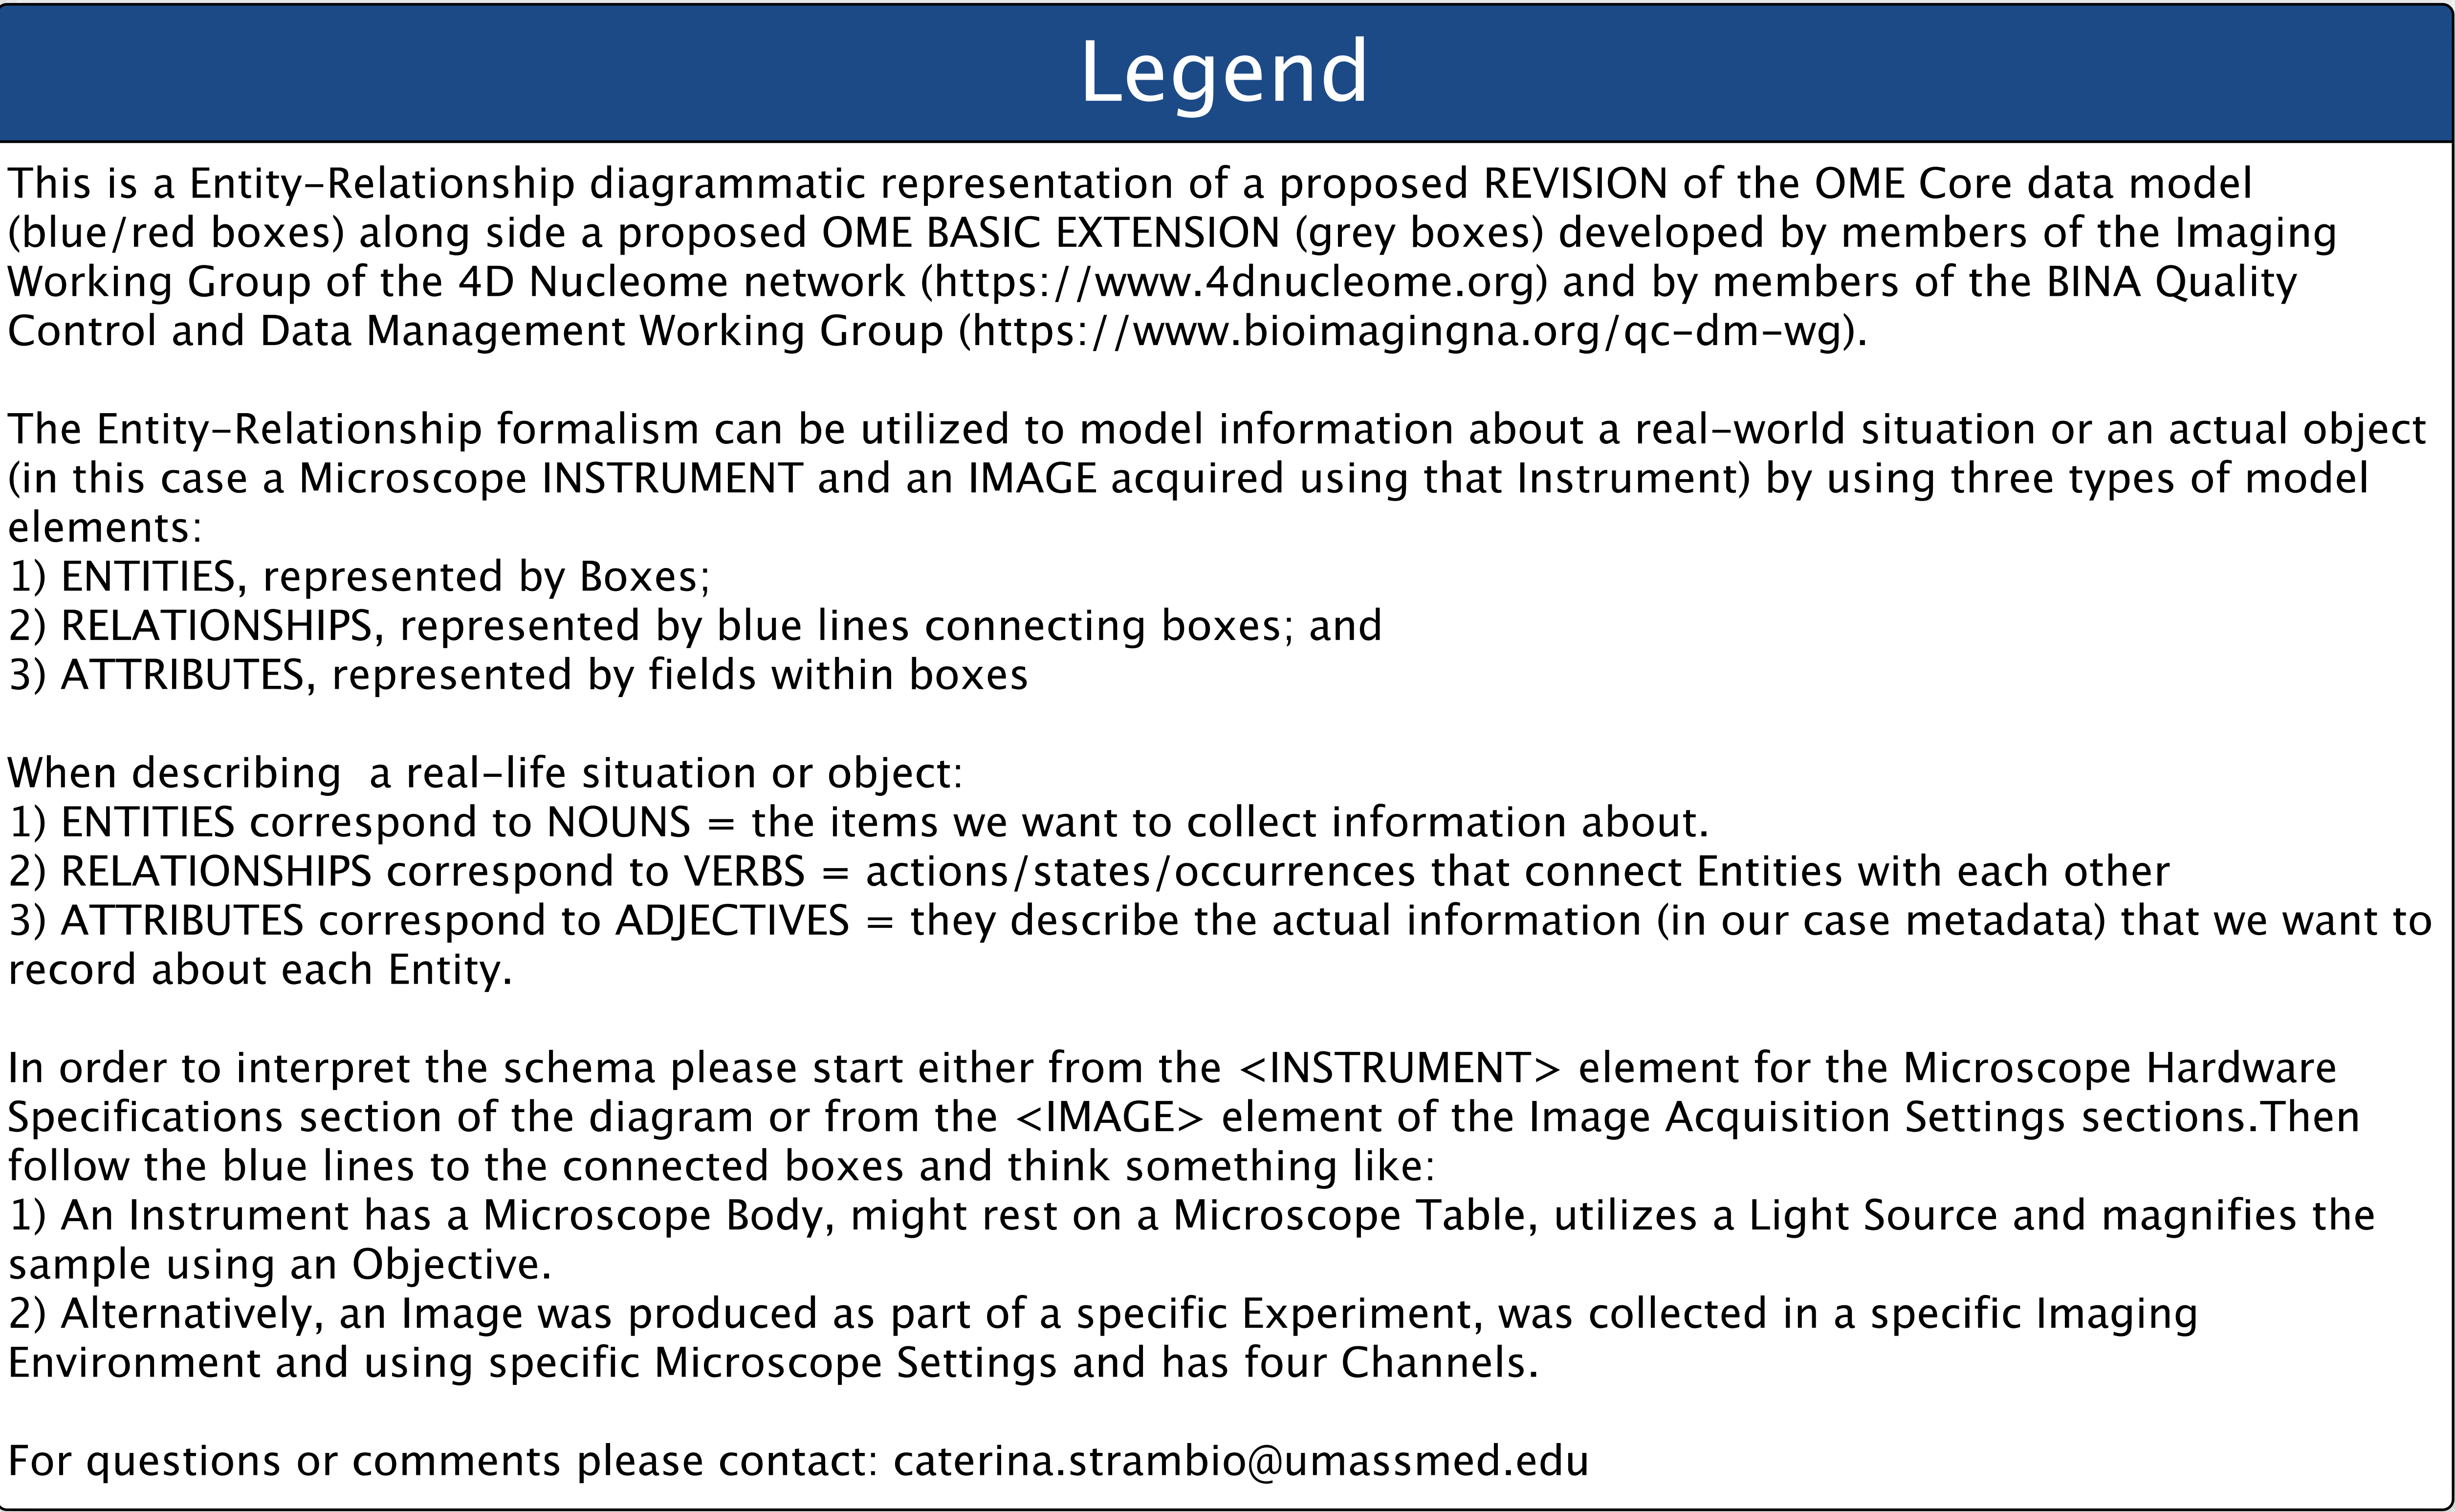 Legend
This is a Entity-Relationship diagrammatic representation of a proposed REVISION of the OME Core data model
(blue/red boxes) along side a proposed OME BASIC EXTENSION (grey boxes) developed by members of the Imaging
Working Group of the 4D Nucleome network (https://www.4dnucleome.org) and by members of the BINA Quality
Control and Data Management Working Group (https://www.bioimagingna.org/qc-dm-wg).
The Entity-Relationship formalism can be utilized to model information about a real-world situation or an actual object
(in this case a Microscope INSTRUMENT and an IMAGE acquired using that Instrument) by using three types of model
elements:
1) ENTITIES, represented by Boxes;
2) RELATIONSHIPS, represented by blue lines connecting boxes; and
3) ATTRIBUTES, represented by fields within boxes
When describing  a real-life situation or object:
1) ENTITIES correspond to NOUNS = the items we want to collect information about.
2) RELATIONSHIPS correspond to VERBS = actions/states/occurrences that connect Entities with each other
3) ATTRIBUTES correspond to ADJECTIVES = they describe the actual information (in our case metadata) that we want to
record about each Entity.
In order to interpret the schema please start either from the <INSTRUMENT> element for the Microscope Hardware
Specifications section of the diagram or from the <IMAGE> element of the Image Acquisition Settings sections.Then
follow the blue lines to the connected boxes and think something like:
1) An Instrument has a Microscope Body, might rest on a Microscope Table, utilizes a Light Source and magnifies the
sample using an Objective.
2) Alternatively, an Image was produced as part of a specific Experiment, was collected in a specific Imaging
Environment and using specific Microscope Settings and has four Channels.
For questions or comments please contact: caterina.strambio@umassmed.edu